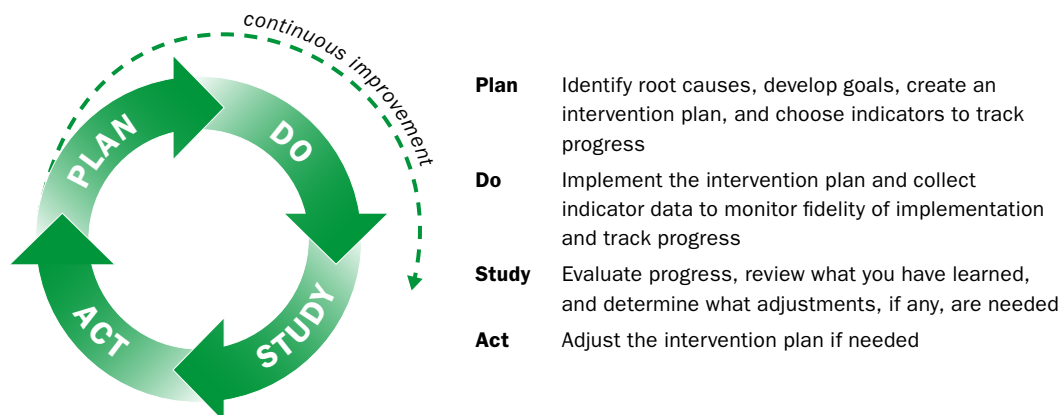 continuous improvement
PLAN
DO
STUDY
ACT
Plan Identify root causes, develop goals, create an
intervention plan, and choose indicators to track
progress
Do Implement the intervention plan and collect
indicator data to monitor fidelity of implementation
and track progress
Study Evaluate progress, review what you have learned,
and determine what adjustments, if any, are needed
Act Adjust the intervention plan if needed